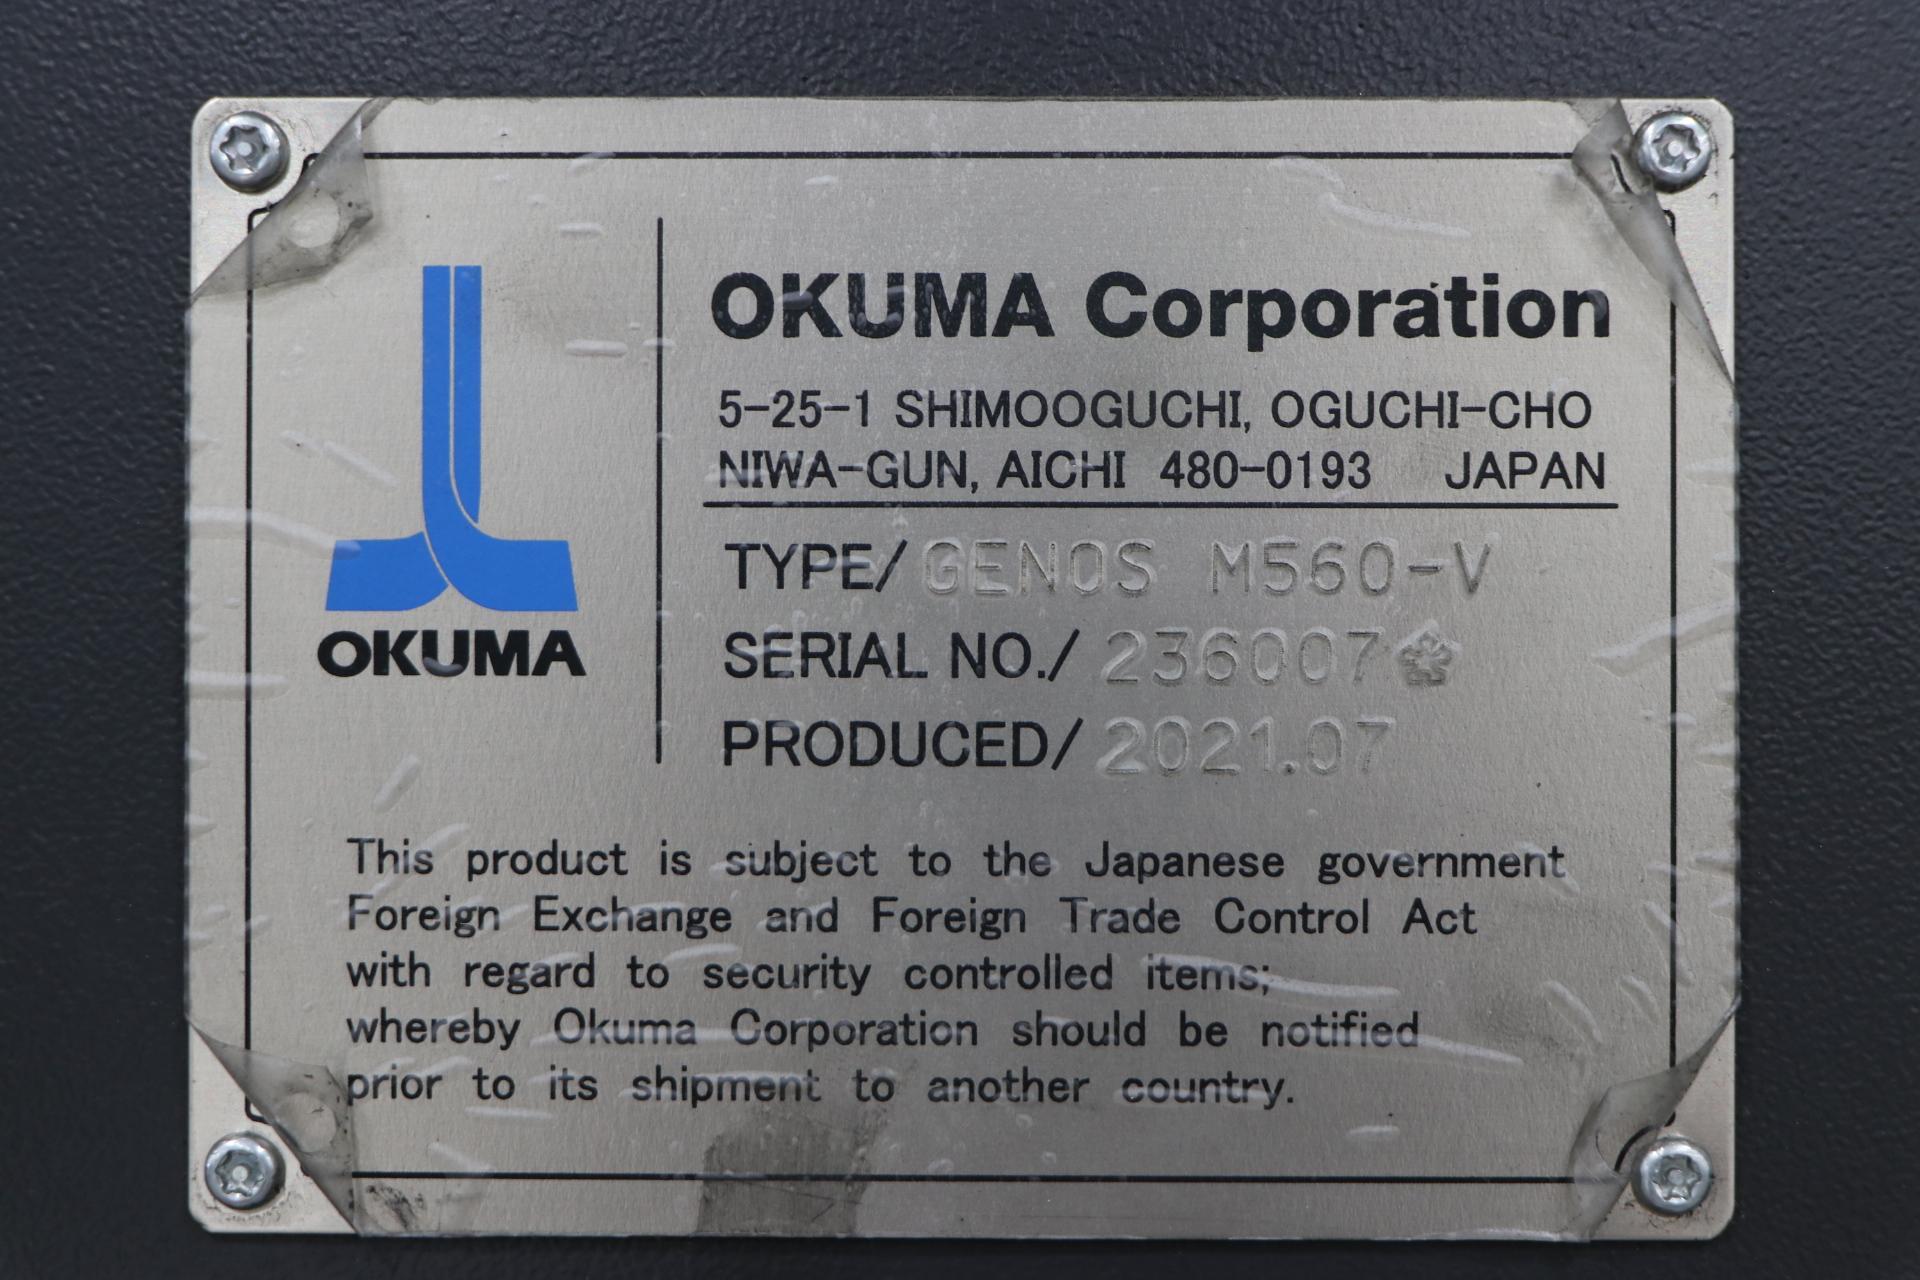 OKUMA
OKUMA Corporation
5-25-1 SHIMOOGUCHI, OGUCHI-CHO
NIWA-GUN, AICHI 480-0193 JAPAN
TYPE/ GENOS M560-V
SERIAL NO./ 236007
PRODUCED/ 2021.07
This product is subject to the Japanese government
Foreign Exchange and Foreign Trade Control Act
with regard to security controlled items;
whereby Okuma Corporation should be notified
prior to its shipment to another country.